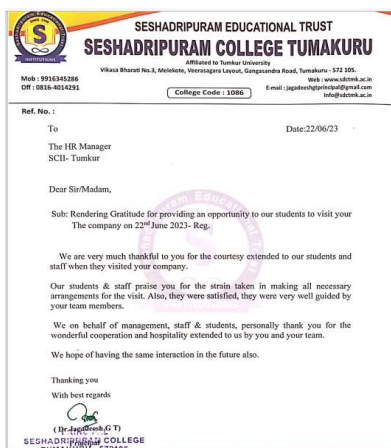 SINCE 1980
INSTITUTIONS
SESHADRIPURAM EDUCATIONAL TRUST
SESHADRIPURAM COLLEGE TUMAKURU
Affiliated to Tumkur University
Vikasa Bharati No.3, Melekote, Veerasagara Layout, Gangasandra Road, Tumakuru - 572 105.
Mob : 9916345286
Off : 0816-4014291
Web : www.sdctmk.ac.in
E-mail : jagadeeshgtprincipal@gmail.com
Info@sdctmk.ac.in
College Code : 1086
Ref. No. :
To
Date:22/06/23
The HR Manager
SCII- Tumkur
Dear Sir/Madam,
Sub: Rendering Gratitude for providing an opportunity to our students to visit your
The company on 22nd June 2023- Reg.
We are very much thankful to you for the courtesy extended to our students and
staff when they visited your company.
Our students & staff praise you for the strain taken in making all necessary
arrangements for the visit. Also, they were satisfied, they were very well guided by
your team members.
We on behalf of management, staff & students, personally thank you for the
wonderful cooperation and hospitality extended to us by you and your team.
We hope of having the same interaction in the future also.
Thanking you
With best regards
( Dr.Jagadeesh G T)
Principal
SESHADRIPURAM COLLEGE